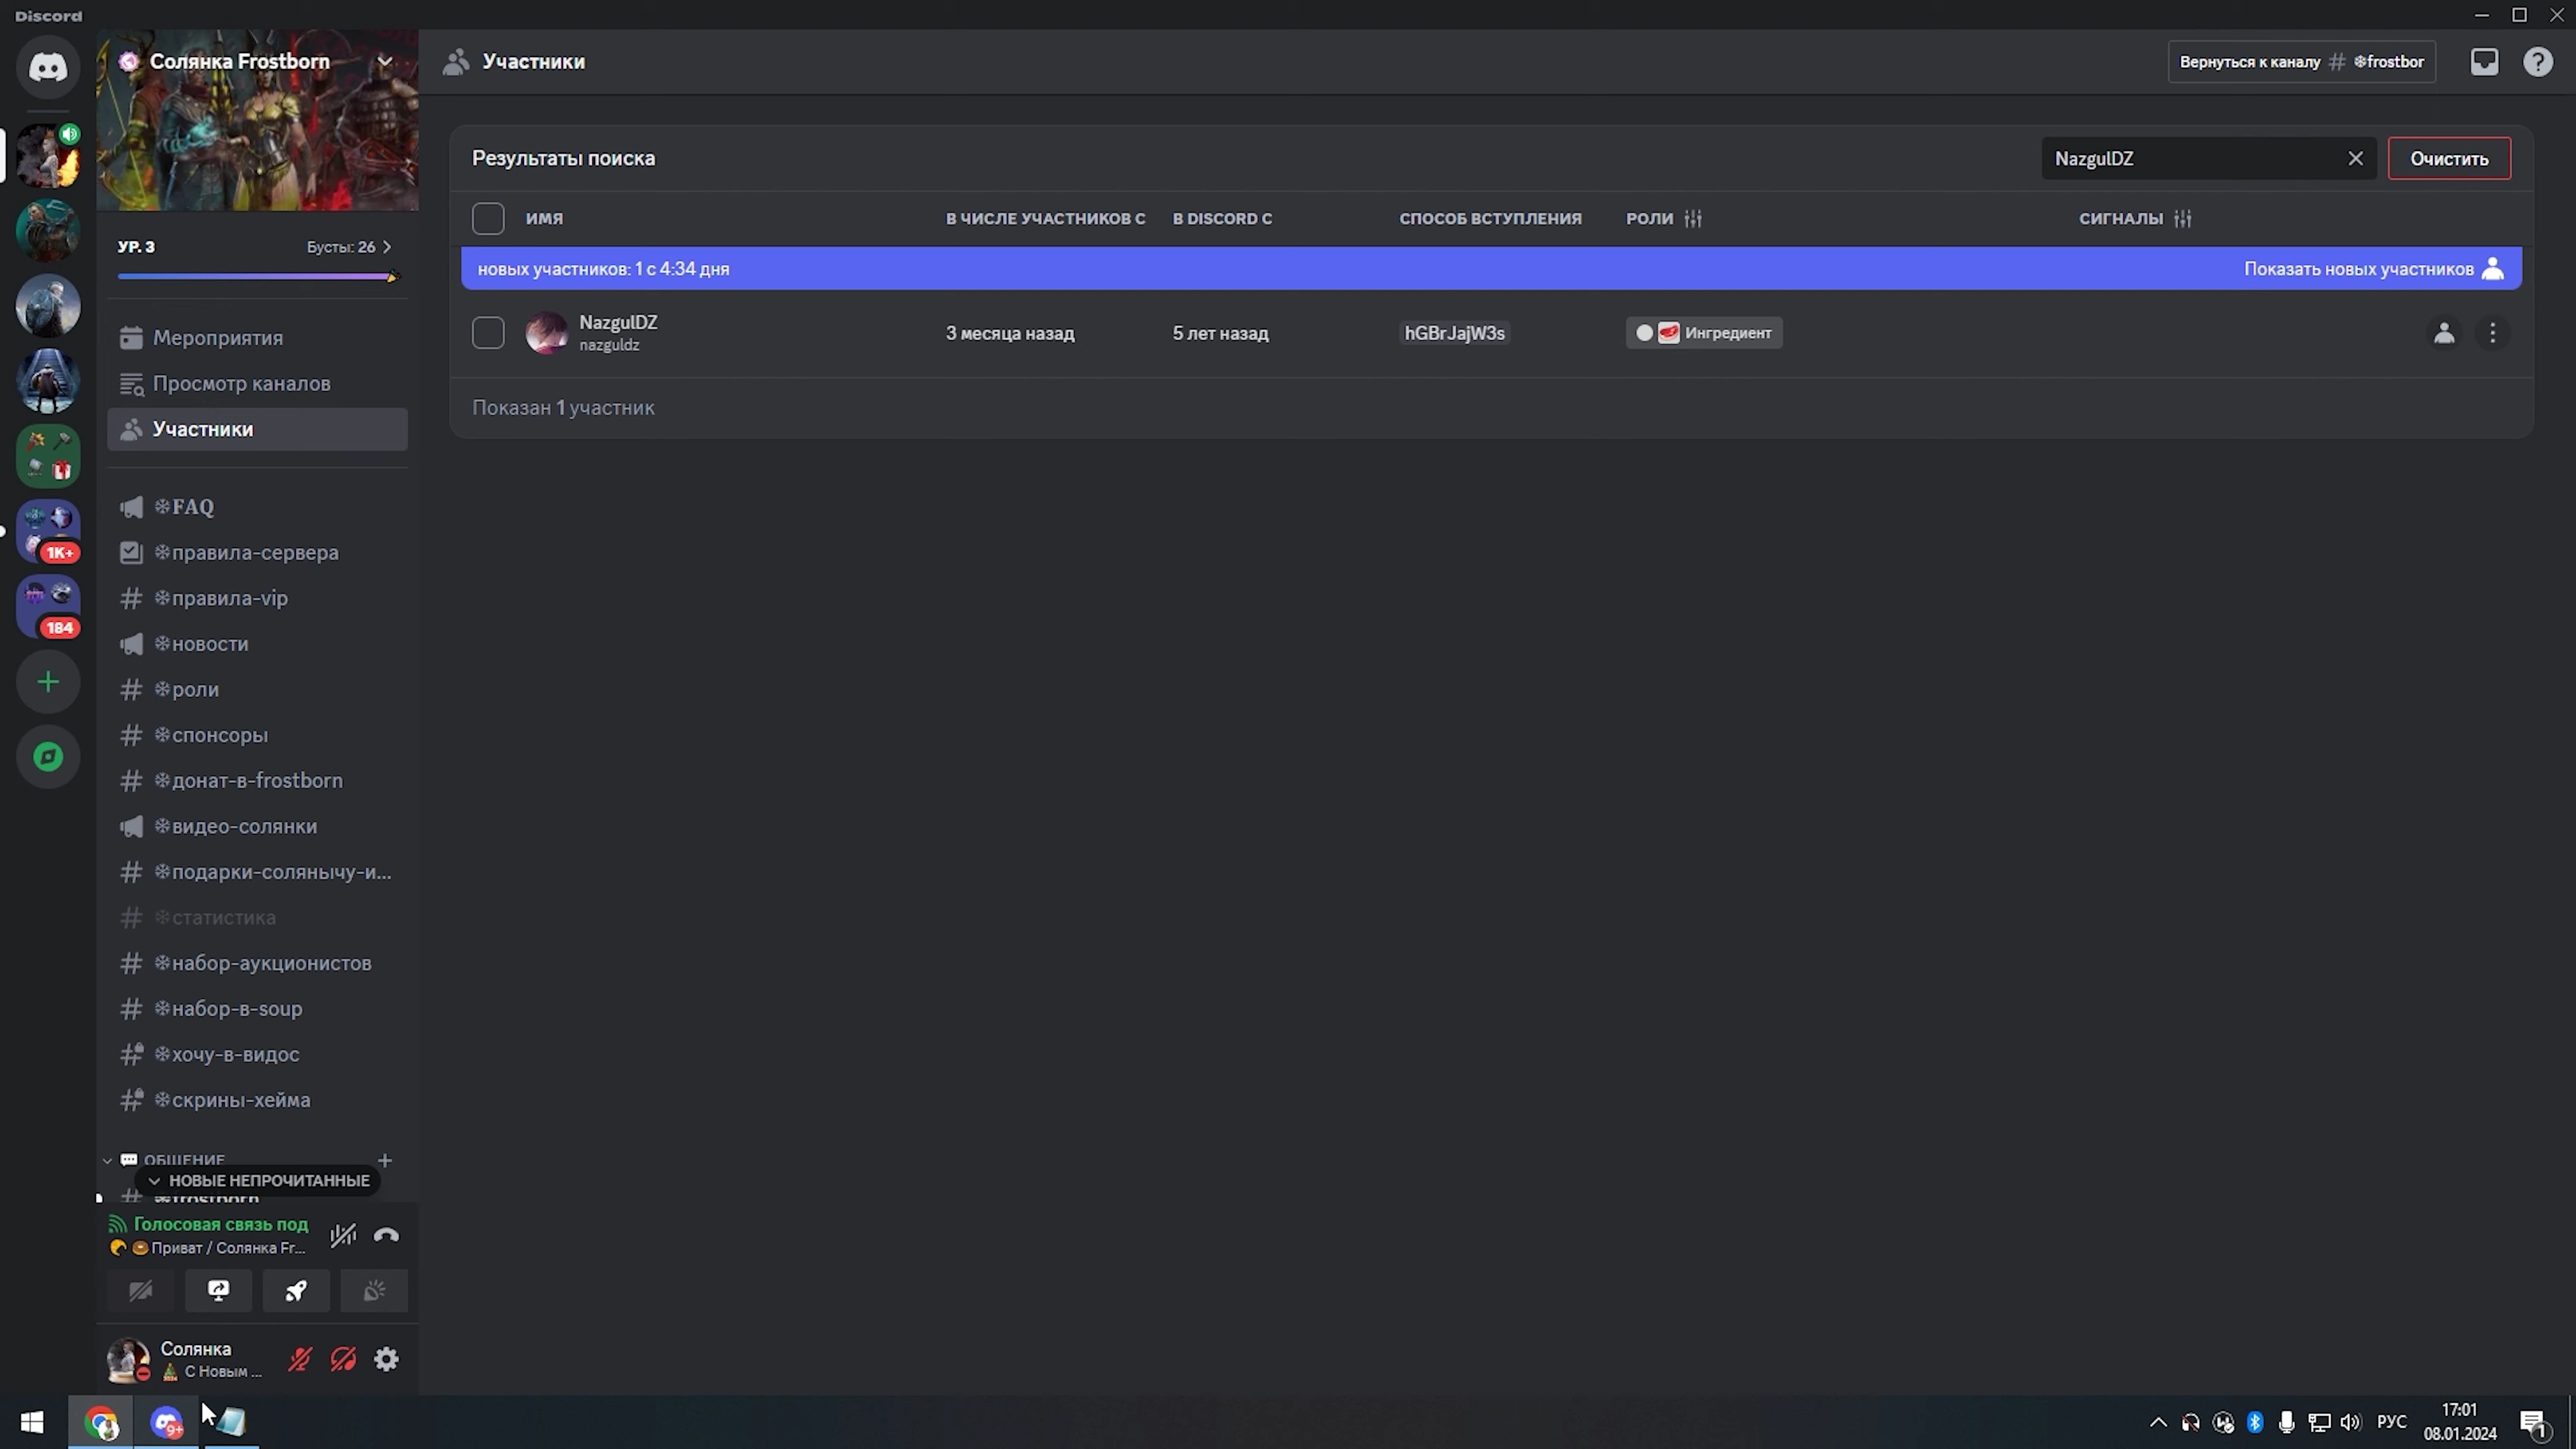 Discord
Солянка Frostborn
УР. 3
Бусты: 26
Мероприятия
Просмотр каналов
Участники
❄FAQ
❄правила-сервера
❄правила-vip
❄новости
❄роли
❄спонсоры
❄донат-в-frostborn
❄видео-солянки
❄подарки-солянычу-и...
❄статистика
❄набор-аукционистов
❄набор-в-soup
❄хочу-в-видос
❄скрины-хейма
ОБЩЕНИЕ
НОВЫЕ НЕПРОЧИТАННЫЕ
❄frostborn
Голосовая связь под
Приват / Солянка Fr...
Солянка
С Новым ...
1K+
184
Участники
Вернуться к каналу # ❄frostbor
Результаты поиска
NazgulDZ
Очистить
ИМЯ
В ЧИСЛЕ УЧАСТНИКОВ С
В DISCORD С
СПОСОБ ВСТУПЛЕНИЯ
РОЛИ
СИГНАЛЫ
новых участников: 1 с 4:34 дня
Показать новых участников
NazgulDZ
nazguldz
3 месяца назад
5 лет назад
hGBrJajW3s
Ингредиент
Показан 1 участник
9+
РУС
17:01
08.01.2024
1